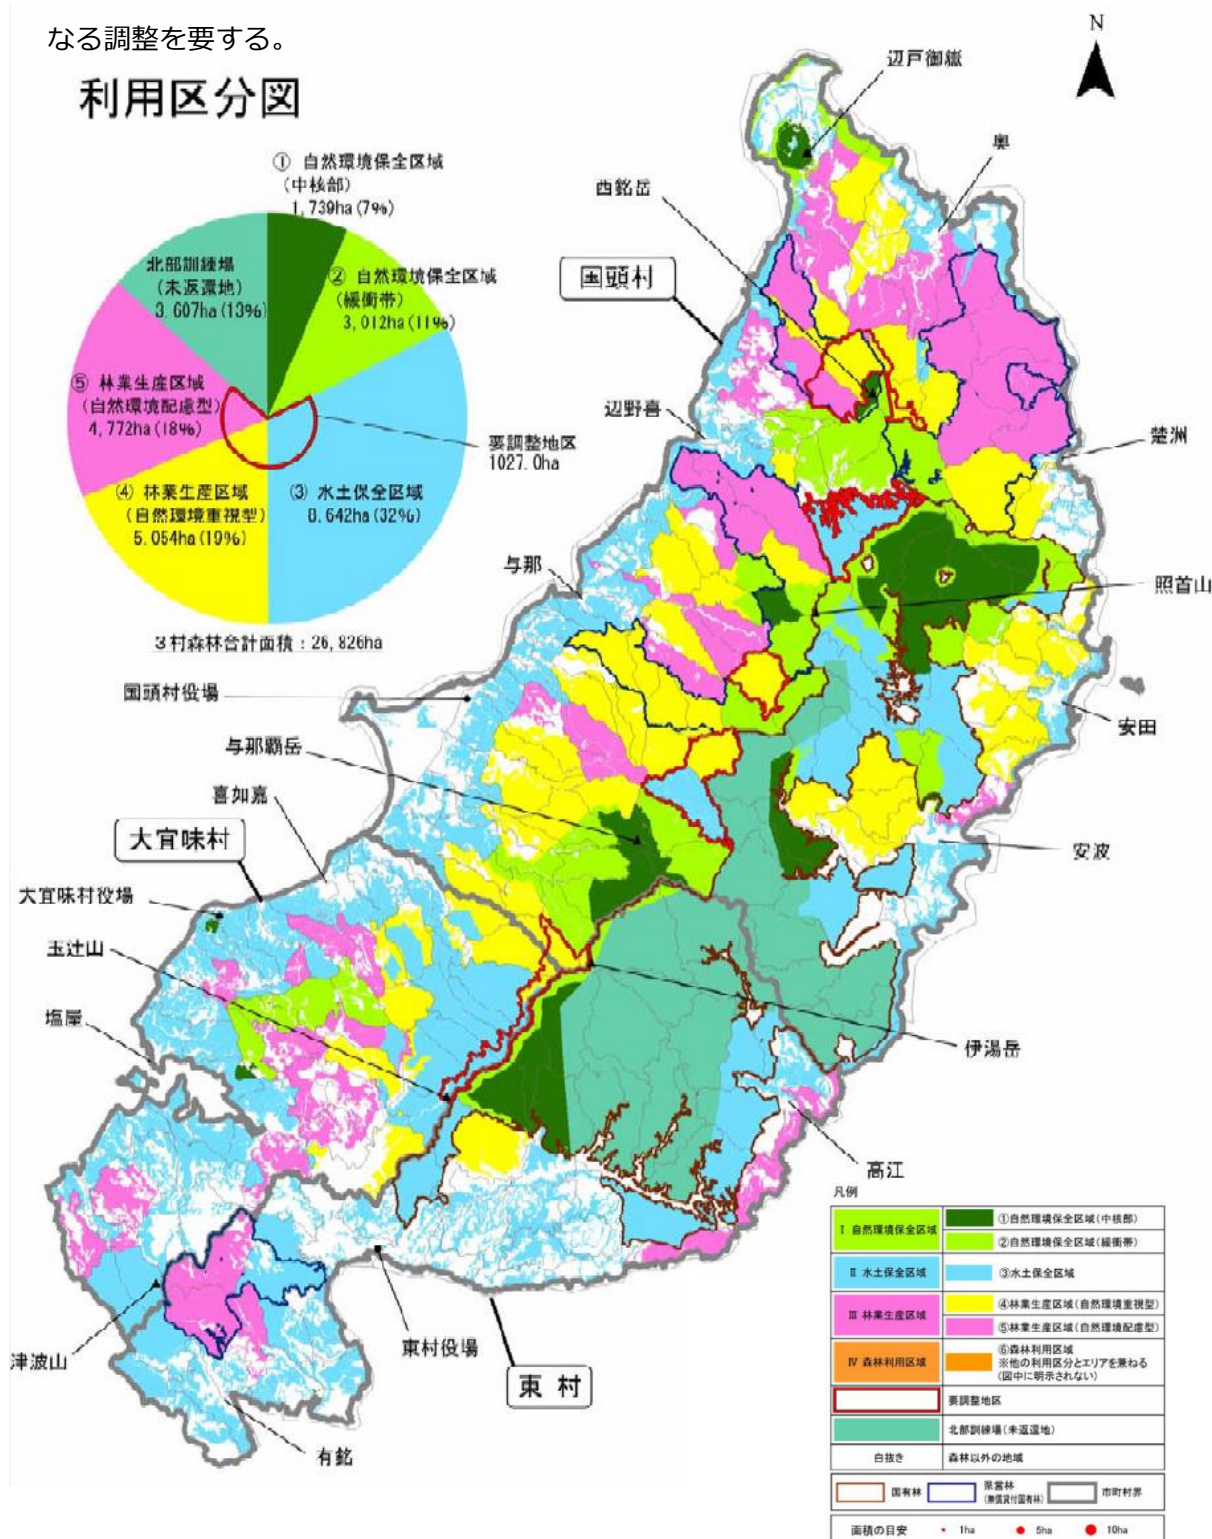 なる調整を要する。
利用区分図
N
① 自然環境保全区域
(中核部)
1,739ha(7%)
② 自然環境保全区域
(緩衝帯)
3,012ha(11%)
北部訓練場
(未返還地)
3,607ha(13%)
⑤ 林業生産区域
(自然環境配慮型)
4,772ha(18%)
④ 林業生産区域
(自然環境重視型)
5.054ha(19%)
③ 水土保全区域
8.642ha(32%)
要調整地区
1027.0ha
3村森林合計面積:26,826ha
辺戸御嶽
奥
西銘岳
国頭村
辺野喜
楚洲
与那
照首山
国頭村役場
安田
与那覇岳
喜如嘉
大宜味村
安波
大宜味村役場
玉辻山
塩屋
伊湯岳
高江
津波山
東村役場
東村
有銘
凡例
Ⅰ 自然環境保全区域
①自然環境保全区域(中核部)
②自然環境保全区域(緩衝帯)
Ⅱ 水土保全区域
③水土保全区域
Ⅲ 林業生産区域
④林業生産区域(自然環境重視型)
⑤林業生産区域(自然環境配慮型)
Ⅳ 森林利用区域
⑥森林利用区域
※他の利用区分とエリアを兼ねる
(図中に明示されない)
要調整地区
北部訓練場(未返還地)
白抜き 森林以外の地域
国有林
県営林
(無償貸付国有林)
市町村界
面積の目安 1ha 5ha 10ha